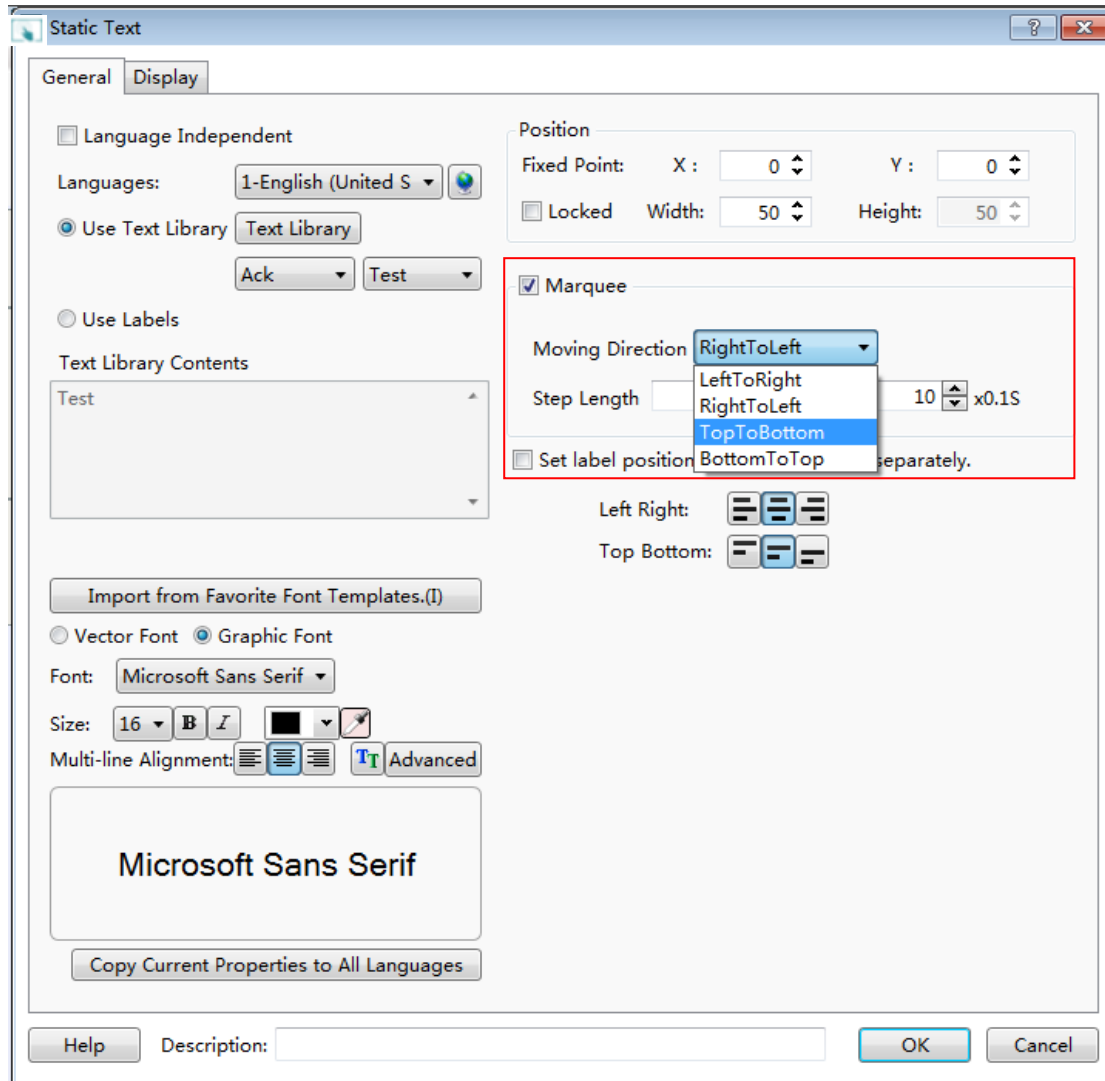 Static Text
General Display
Language Independent
Languages: 1-English (United S
Use Text Library Text Library
Ack Test
Use Labels
Text Library Contents
Test
Import from Favorite Font Templates.(I)
Vector Font Graphic Font
Font: Microsoft Sans Serif
Size: 16 B I
Multi-line Alignment: TT Advanced
Microsoft Sans Serif
Copy Current Properties to All Languages
Position
Fixed Point: X : 0 Y : 0
Locked Width: 50 Height: 50
Marquee
Moving Direction RightToLeft
LeftToRight
Step Length 10 x0.1S
RightToLeft
TopToBottom
Set label position BottomToTop separately.
Left Right:
Top Bottom:
Help Description: OK Cancel